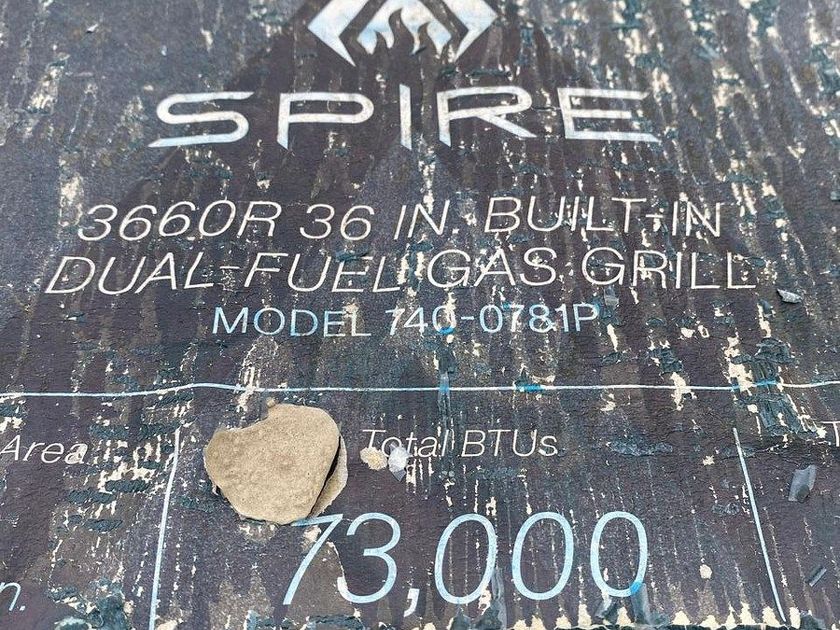 SPIRE
3660R 36 IN. BUILT-IN
DUAL-FUEL GAS GRILL
MODEL 740-0781P
Area
Total BTUs
73,000
n.